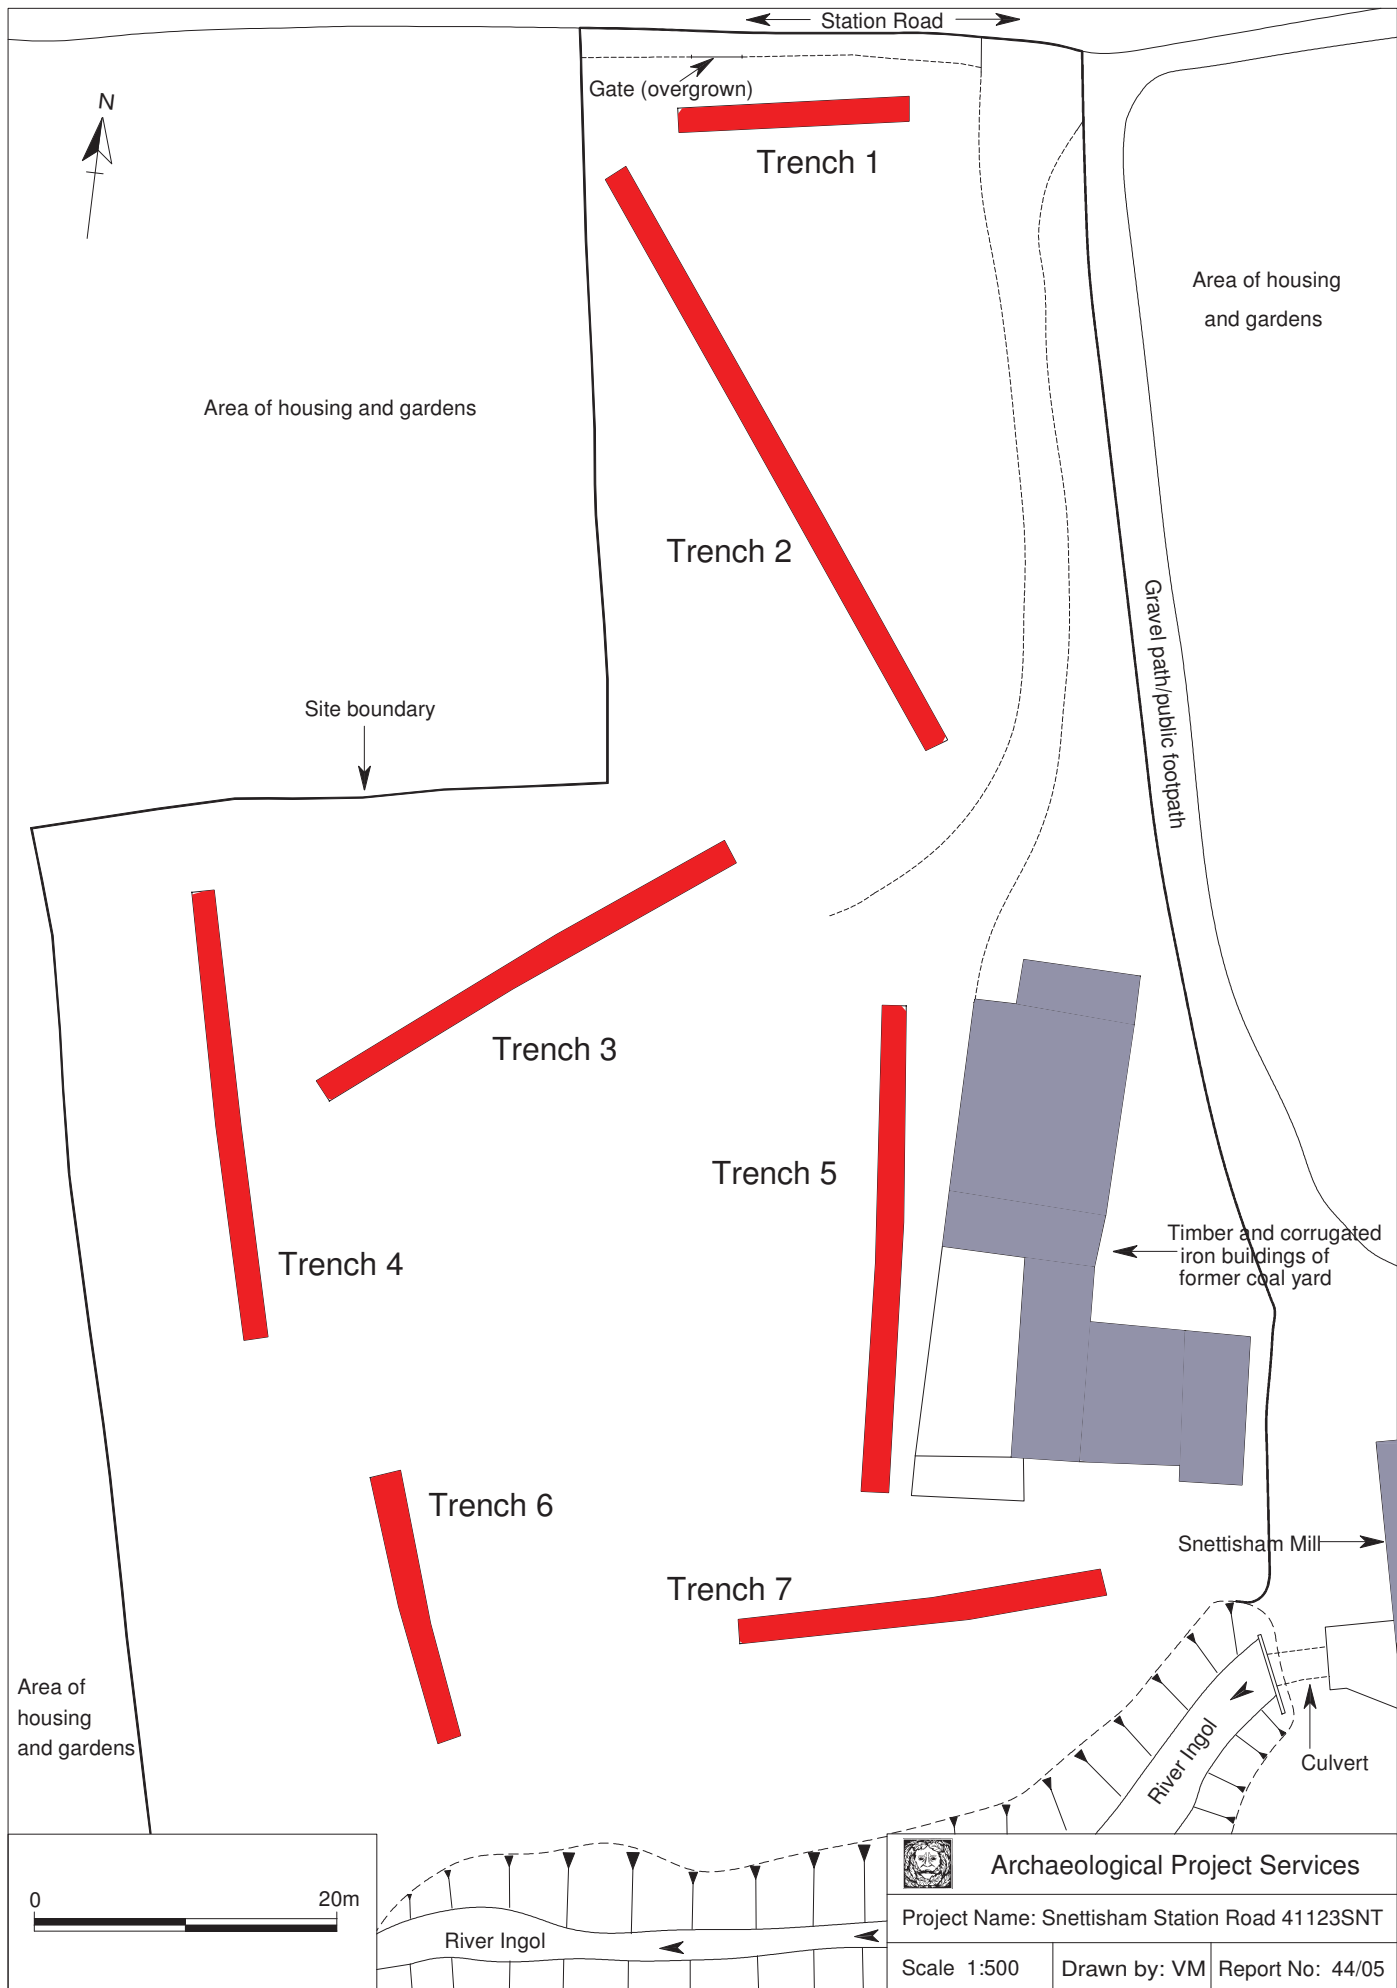 Station Road
Gate (overgrown)
N
Trench 1
Area of housing
and gardens
Area of housing and gardens
Trench 2
Gravel path/public footpath
Site boundary
Trench 3
Trench 5
Trench 4
Timber and corrugated
iron buildings of
former coal yard
Trench 6
Snettisham Mill
Trench 7
Area of
housing
and gardens
River Ingol
Culvert
0 20m
River Ingol
Archaeological Project Services
Project Name: Snettisham Station Road 41123SNT
Scale 1:500
Drawn by: VM
Report No: 44/05